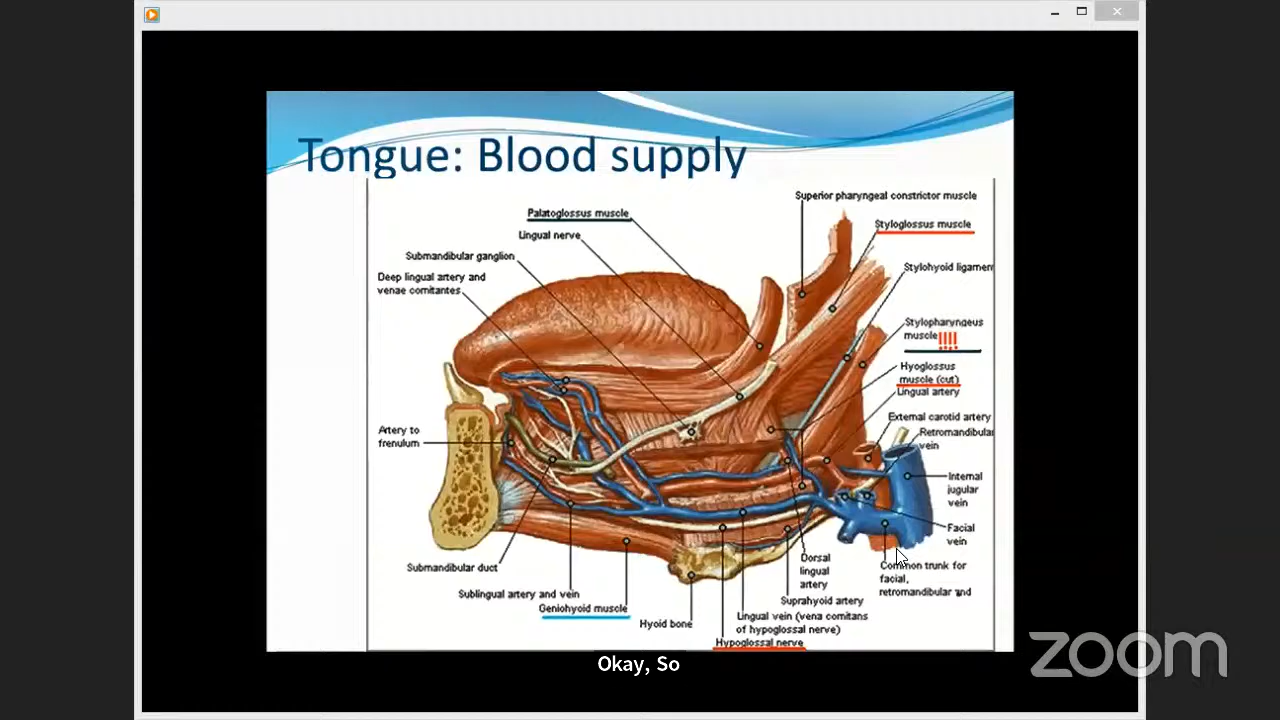 Tongue: Blood supply
Superior pharyngeal constrictor muscle
Palatoglossus muscle
Styloglossus muscle
Lingual nerve
Submandibular ganglion
Stylohyoid ligament
Deep lingual artery and
venae comitantes
Stylopharyngeus
muscle!!!!
Hyoglossus
muscle (cut)
Lingual artery
External carotid artery
Artery to
frenulum
Retromandibular
vein
Internal
jugular
vein
Facial
vein
Dorsal
lingual
artery
Common trunk for
facial,
retromandibular and
Submandibular duct
Sublingual artery and vein
Suprahyoid artery
Geniohyoid muscle
Hyoid bone
Lingual vein (vena comitans
of hypoglossal nerve)
Hypoglossal nerve
Okay, So
zoom